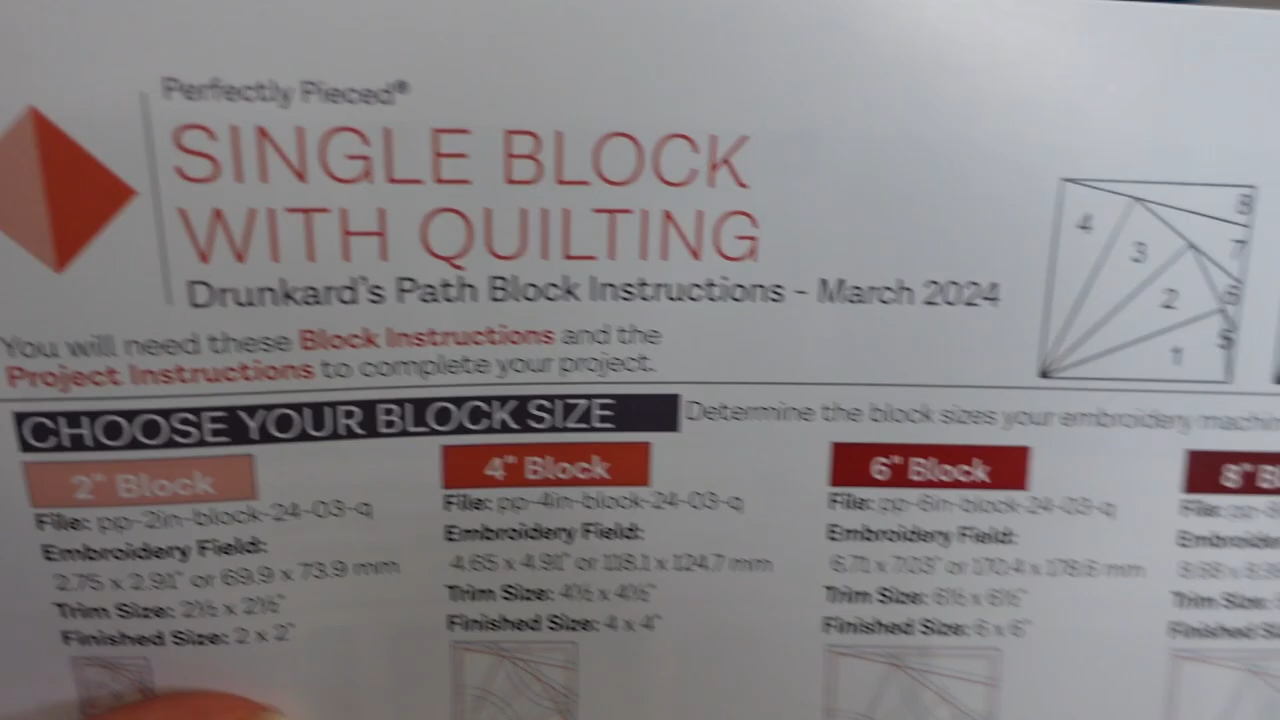 Perfectly Pieced®
SINGLE BLOCK
WITH QUILTING
Drunkard's Path Block Instructions - March 2024
You will need these Block Instructions and the
Project Instructions to complete your project.
4
3
2
1
8
7
6
5
CHOOSE YOUR BLOCK SIZE
Determine the block sizes your embroidery
2" Block
File: pp-2in-block-24-03-q
Embroidery Field:
2.75 x 2.91" or 69.9 x 73.9 mm
Trim Size: 2½ x 2½"
Finished Size: 2 x 2"
4" Block
File: pp-4in-block-24-03-q
Embroidery Field:
4.65 x 4.91" or 118.1 x 124.7 mm
Trim Size: 4½ x 4½"
Finished Size: 4 x 4"
6" Block
File: pp-6in-block-24-03-q
Embroidery Field:
6.71 x 7.03" or 170.4 x 178.6 mm
Trim Size: 6½ x 6½"
Finished Size: 6 x 6"
8"
File:
Trim Size:
Finished